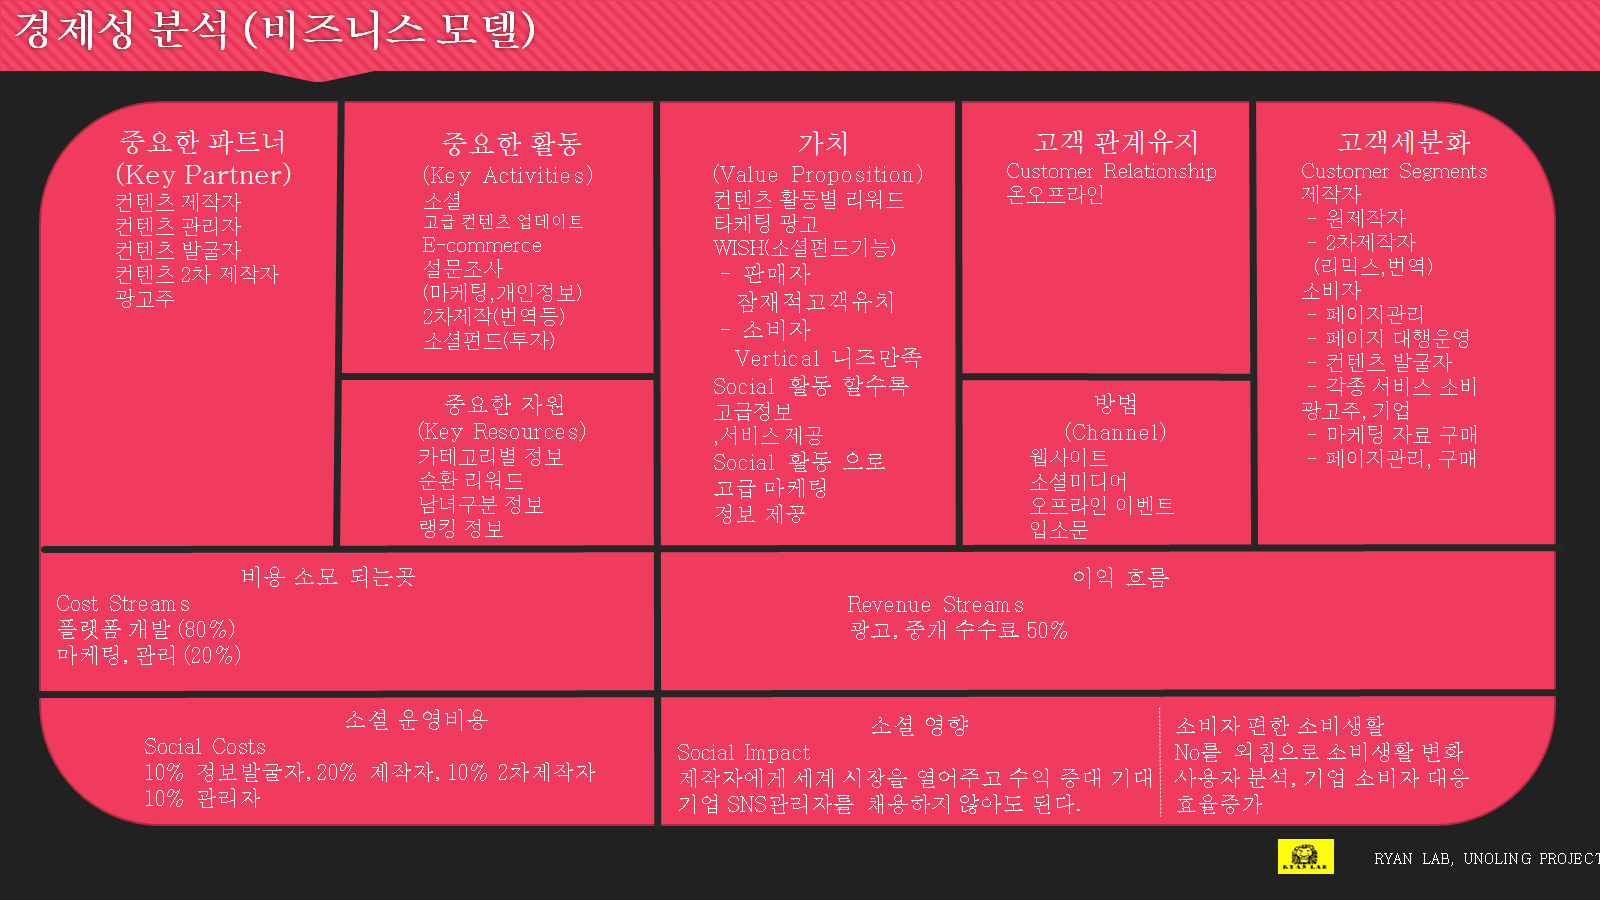 경제성 분석 (비즈니스 모델)
중요한 파트너
(Key Partner)
컨텐츠 제작자
컨텐츠 관리자
컨텐츠 발굴자
컨텐츠 2차 제작자
광고주
중요한 활동
(Key Activities)
소셜
고급 컨텐츠 업데이트
E-commerce
설문조사
(마케팅,개인정보)
2차제작(번역등)
소셜펀드(투자)
중요한 자원
(Key Resources)
카테고리별 정보
순환 리워드
남녀구분 정보
랭킹 정보
가치
(Value Proposition)
컨텐츠 활동별 리워드
타케팅 광고
WISH(소셜펀드기능)
- 판매자
잠재적고객유치
- 소비자
Vertical 니즈만족
Social 활동 할수록
고급정보
,서비스제공
Social 활동 으로
고급 마케팅
정보 제공
고객 관계유지
Customer Relationship
온오프라인
방법
(Channel)
웹사이트
소셜미디어
오프라인 이벤트
입소문
고객세분화
Customer Segments
제작자
- 원제작자
- 2차제작자
(리믹스,번역)
소비자
- 페이지관리
- 페이지 대행운영
- 컨텐츠 발굴자
- 각종 서비스 소비
광고주, 기업
- 마케팅 자료 구매
- 페이지관리, 구매
비용 소모 되는곳
Cost Streams
플랫폼 개발 (80%)
마케팅, 관리 (20%)
이익 흐름
Revenue Streams
광고, 중개 수수료 50%
소셜 운영비용
Social Costs
10% 정보발굴자, 20% 제작자, 10% 2차제작자
10% 관리자
소셜 영향
Social Impact
제작자에게 세계 시장을 열어주고 수익 증대 기대
기업 SNS관리자를 채용하지 않아도 된다.
소비자 편한 소비생활
No를 외침으로 소비생활 변화
사용자 분석, 기업 소비자 대응
효율증가
RYAN LAB
RYAN LAB, UNOLING PROJECT